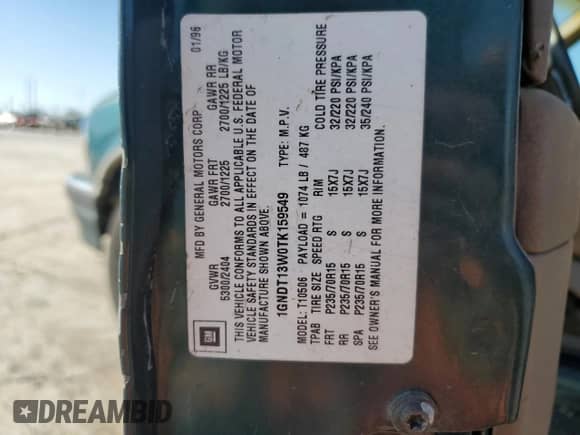 MFD BY GENERAL MOTORS CORP 01/96
GVWR GAWR FRT GAWR RR
5300/2404 2700/1225 2700/1225 LB/KG
THIS VEHICLE CONFORMS TO ALL APPLICABLE U.S. FEDERAL MOTOR
VEHICLE SAFETY STANDARDS IN EFFECT ON THE DATE OF
MANUFACTURE SHOWN ABOVE.
1GNDT13W0TK159549 TYPE: M.P.V.
MODEL: T10506 PAYLOAD = 1074 LB / 487 KG
TPAB TIRE SIZE SPEED RTG RIM COLD TIRE PRESSURE
FRT P235/70R15 S 15X7J 32/220 PSI/KPA
RR P235/70R15 S 15X7J 32/220 PSI/KPA
SPA P235/70R15 S 15X7J 35/240 PSI/KPA
SEE OWNER'S MANUAL FOR MORE INFORMATION.
GM
DREAMBID